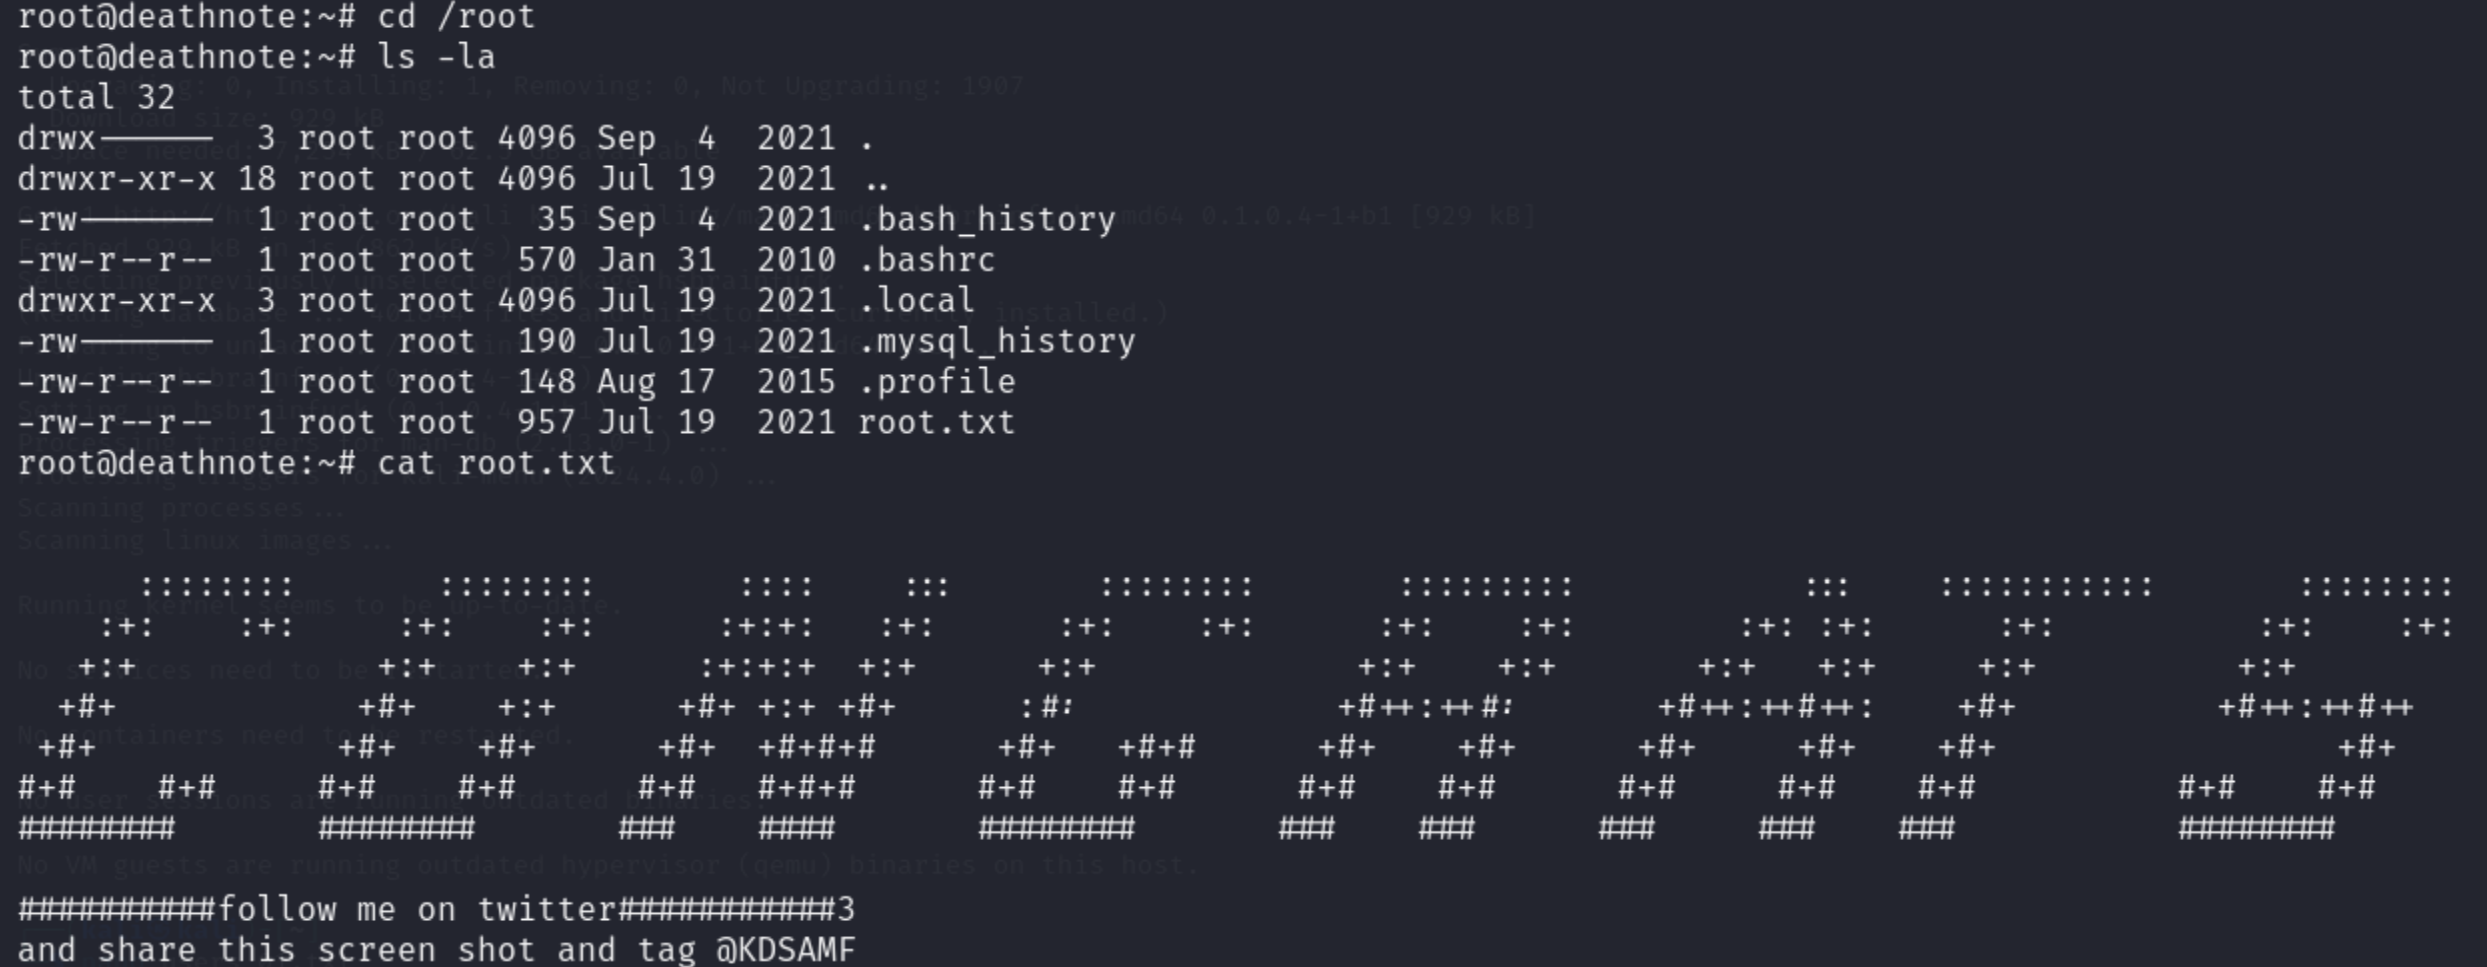 root@deathnote:~# cd /root
root@deathnote:~# ls -la
total 32
drwx------  3 root root 4096 Sep  4  2021 .
drwxr-xr-x 18 root root 4096 Jul 19  2021 ..
-rw-------  1 root root   35 Sep  4  2021 .bash_history
-rw-r--r--  1 root root  570 Jan 31  2010 .bashrc
drwxr-xr-x  3 root root 4096 Jul 19  2021 .local
-rw-------  1 root root  190 Jul 19  2021 .mysql_history
-rw-r--r--  1 root root  148 Aug 17  2015 .profile
-rw-r--r--  1 root root  957 Jul 19  2021 root.txt
root@deathnote:~# cat root.txt
      ::::::::       ::::::::       ::::    :::       ::::::::       :::::::::            :::    :::::::::::       ::::::::
    :+:    :+:     :+:    :+:      :+:+:   :+:      :+:    :+:      :+:    :+:        :+: :+:      :+:          :+:    :+:
   +:+            +:+    +:+      :+:+:+  +:+      +:+             +:+    +:+       +:+   +:+     +:+          +:+
  +#+            +#+    +:+      +#+ +:+ +#+      :#:             +#++:++#:       +#++:++#++:    +#+          +#++:++#++
 +#+            +#+    +#+      +#+  +#+#+#      +#+   +#+#      +#+    +#+      +#+     +#+   +#+                 +#+
#+#    #+#     #+#    #+#      #+#   #+#+#      #+#    #+#      #+#    #+#      #+#     #+#   #+#          #+#    #+#
########       ########       ###    ####       ########       ###    ###     ###     ###    ###           ########
##########follow me on twitter###########3
and share this screen shot and tag @KDSAMF